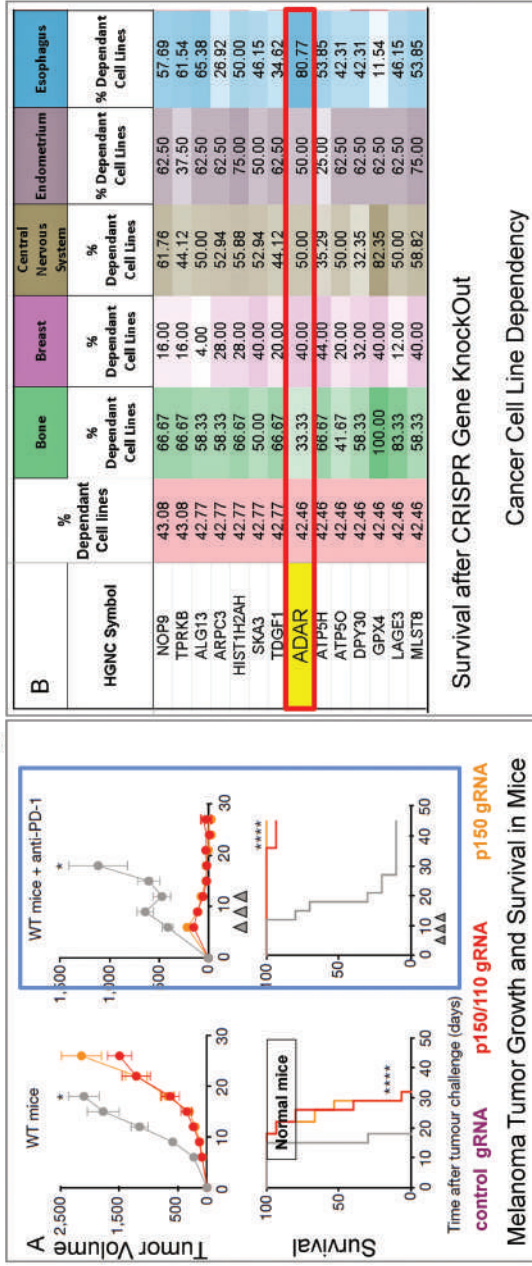 A
WT mice
WT mice + anti-PD-1
Tumor Volume
2,500
1,500
500
0
0 10 20 30
*
1,500
1,000
500
0
0 10 20 30
*
Survival
100
50
0
0 10 20 30 40 50
Normal mice
****
100
50
0
0 10 20 30 40 50
****
Time after tumour challenge (days)
control gRNA p150/110 gRNA p150 gRNA
Melanoma Tumor Growth and Survival in Mice
B
% Dependant Cell lines
Bone
Breast
Central Nervous System
Endometrium
Esophagus
HGNC Symbol
% Dependant Cell Lines
% Dependant Cell Lines
% Dependant Cell Lines
% Dependant Cell Lines
% Dependant Cell Lines
NOP9 43.08 66.67 16.00 61.76 62.50 57.69
TPRKB 43.08 66.67 16.00 44.12 37.50 61.54
ALG13 42.77 58.33 4.00 50.00 62.50 65.38
ARPC3 42.77 58.33 28.00 52.94 62.50 26.92
HIST1H2AH 42.77 66.67 28.00 55.88 75.00 50.00
SKA3 42.77 50.00 40.00 52.94 50.00 46.15
TDGF1 42.77 66.67 20.00 44.12 62.50 34.62
ADAR 42.46 33.33 40.00 50.00 50.00 80.77
ATP5H 42.46 66.67 44.00 35.29 25.00 53.85
ATP5O 42.46 41.67 20.00 50.00 62.50 42.31
DPY30 42.46 58.33 32.00 32.35 62.50 42.31
GPX4 42.46 100.00 40.00 82.35 62.50 11.54
LAGE3 42.46 83.33 12.00 50.00 62.50 46.15
MLST8 42.46 58.33 40.00 58.82 75.00 53.85
Survival after CRISPR Gene KnockOut
Cancer Cell Line Dependency